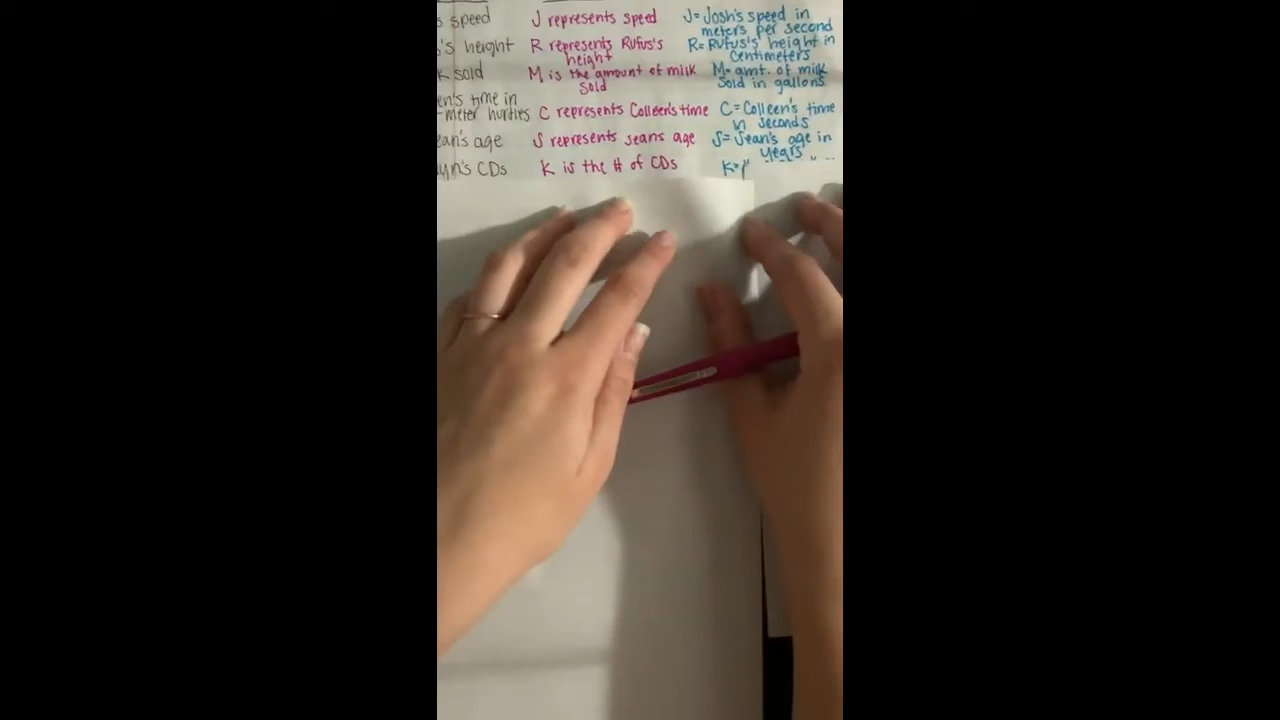 s speed J represents speed J= Josh's speed in
meters per second
's height R represents Rufus's R= Rufus's height in
height centimeters
k sold M is the amount of milk M= amt. of milk
sold sold in gallons
en's time in
-meter hurdles C represents Colleen's time C= Colleen's time
in seconds
ean's age S represents seans age S= Sean's age in
years
yn's CDs K is the # of CDs K=